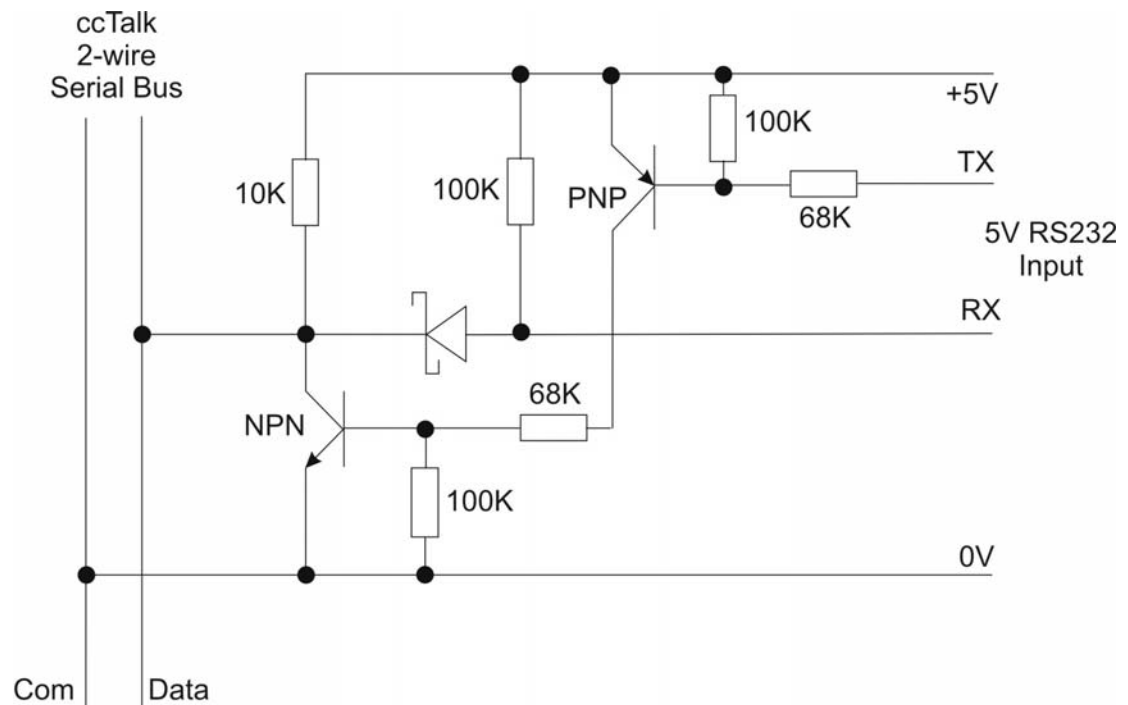 ccTalk
2-wire
Serial Bus
+5V
100K
TX
10K
100K
PNP
68K
5V RS232
Input
RX
68K
NPN
100K
0V
Com
Data